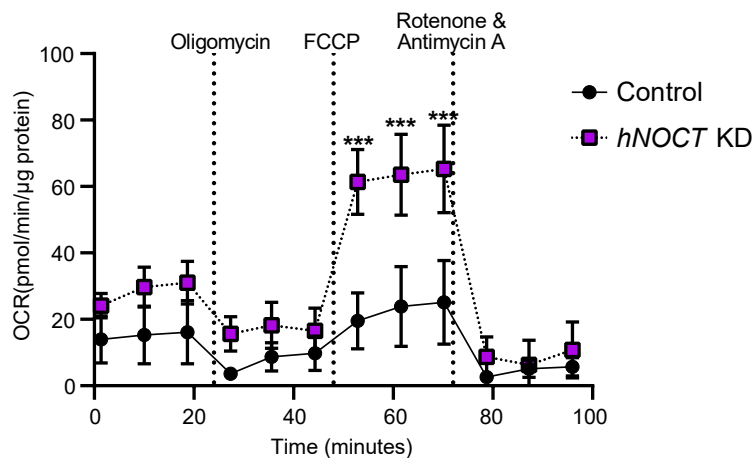 Rotenone &
Oligomycin FCCP Antimycin A
100
80
60
40
20
0
*** *** ***
Control
hNOCT KD
OCR(pmol/min/µg protein)
0 20 40 60 80 100
Time (minutes)